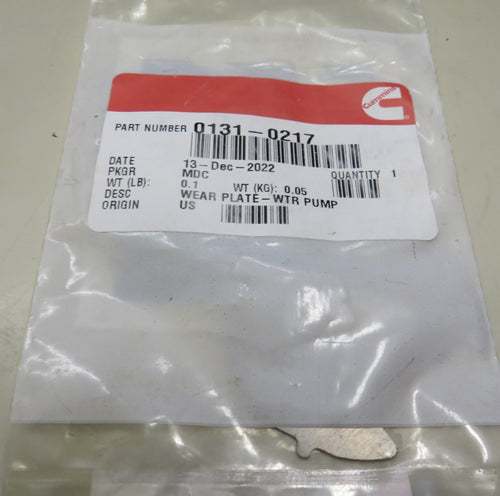 Cummins
PART NUMBER 0131-0217
DATE 13-Dec-2022
PKGR MDC QUANTITY 1
WT (LB): 0.1 WT (KG): 0.05
DESC WEAR PLATE-WTR PUMP
ORIGIN US